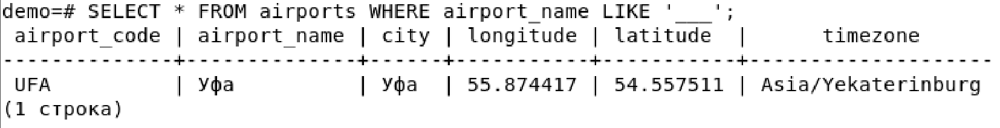 demo=# SELECT * FROM airports WHERE airport_name LIKE '___';
 airport_code | airport_name | city | longitude | latitude  |      timezone
--------------+--------------+------+-----------+-----------+--------------------
 UFA          | Уфа          | Уфа  | 55.874417 | 54.557511 | Asia/Yekaterinburg
(1 строка)